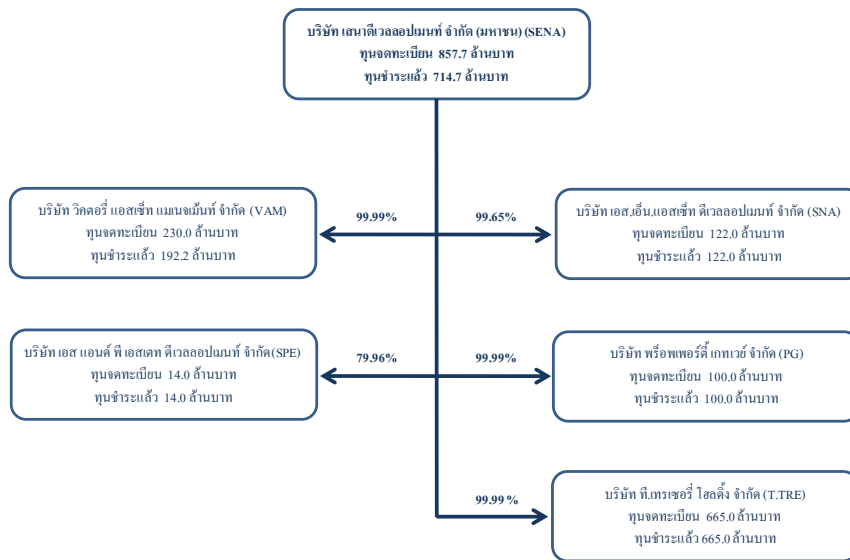 บริษัท เสนาดีเวลลอปเมนท์ จำกัด (มหาชน) (SENA)
ทุนจดทะเบียน 857.7 ล้านบาท
ทุนชำระแล้ว 714.7 ล้านบาท
บริษัท วิคตอรี่ แอสเซ็ท แมเนจเม้นท์ จำกัด (VAM)
ทุนจดทะเบียน 230.0 ล้านบาท
ทุนชำระแล้ว 192.2 ล้านบาท
99.99%
99.65%
บริษัท เอส.เอ็น.แอสเซ็ท ดีเวลลอปเมนท์ จำกัด (SNA)
ทุนจดทะเบียน 122.0 ล้านบาท
ทุนชำระแล้ว 122.0 ล้านบาท
บริษัท เอส แอนด์ พี เอสเตท ดีเวลลอปเมนท์ จำกัด(SPE)
ทุนจดทะเบียน 14.0 ล้านบาท
ทุนชำระแล้ว 14.0 ล้านบาท
79.96%
99.99%
บริษัท พร็อพเพอร์ตี้ เกทเวย์ จำกัด (PG)
ทุนจดทะเบียน 100.0 ล้านบาท
ทุนชำระแล้ว 100.0 ล้านบาท
99.99%
บริษัท ที.เทรเซอรี่ โฮลดิ้ง จำกัด (T.TRE)
ทุนจดทะเบียน 665.0 ล้านบาท
ทุนชำระแล้ว 665.0 ล้านบาท